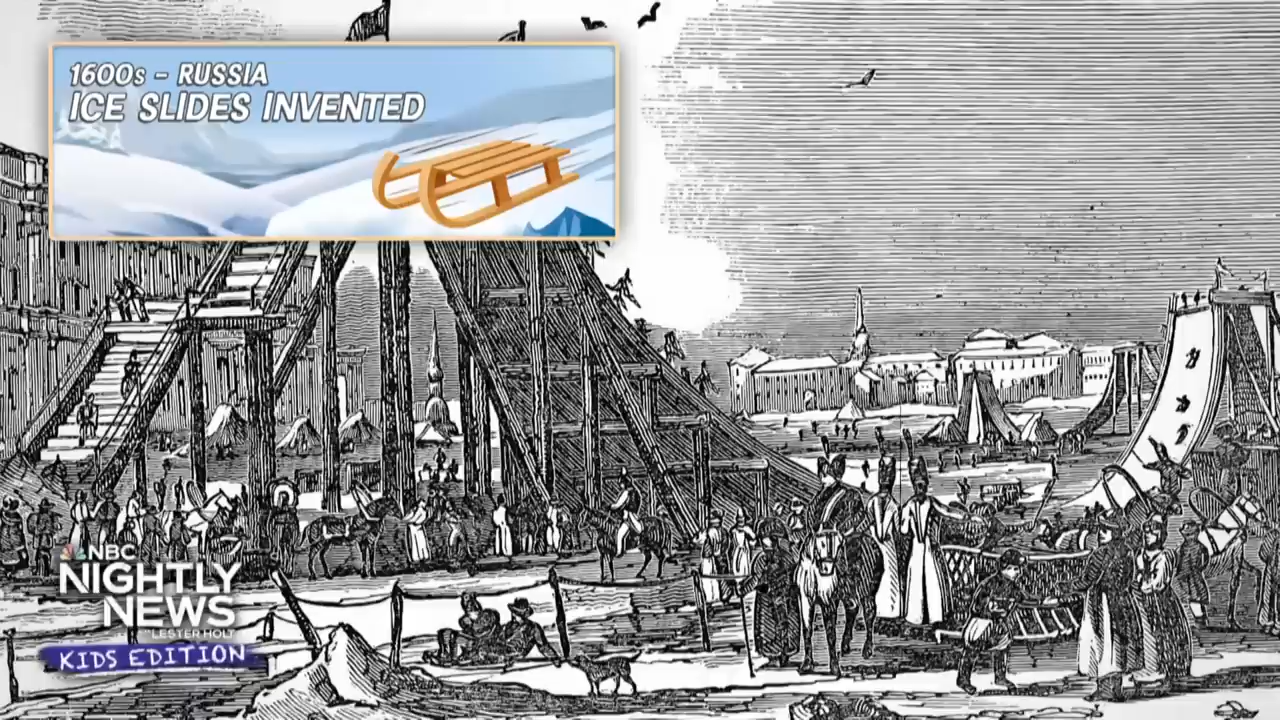 1600s - RUSSIA
ICE SLIDES INVENTED
NBC
NIGHTLY
NEWS
LESTER HOLT
KIDS EDITION